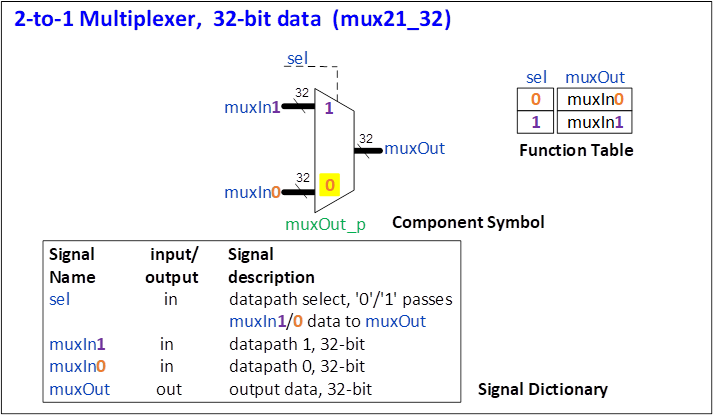 2-to-1 Multiplexer, 32-bit data (mux21_32)
sel
muxIn1
32
1
32
muxOut
muxIn0
32
0
muxOut_p
Component Symbol
sel muxOut
0 muxIn0
1 muxIn1
Function Table
Signal Name input/ output Signal description
sel in datapath select, '0'/'1' passes
muxIn1/0 data to muxOut
muxIn1 in datapath 1, 32-bit
muxIn0 in datapath 0, 32-bit
muxOut out output data, 32-bit
Signal Dictionary